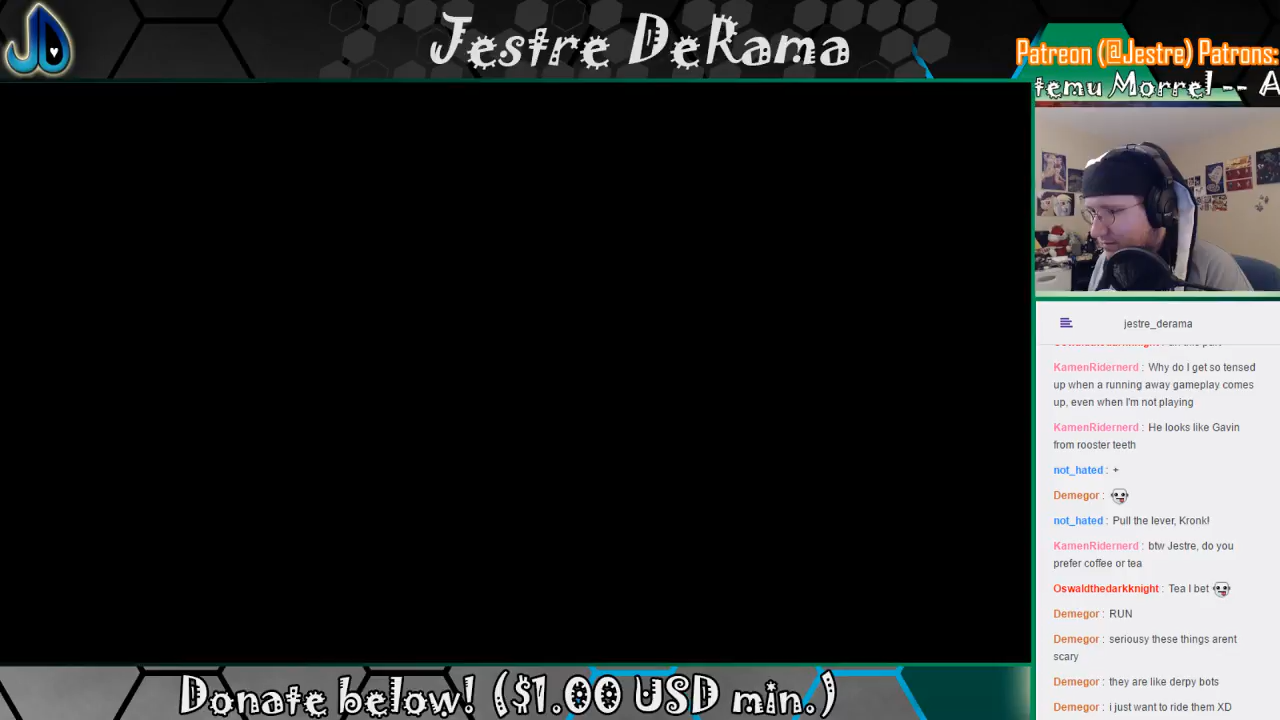 JD
Jestre DeRama
Patreon (@Jestre) Patrons:
temu Morrel -- A
jestre_derama
KamenRidernerd : Why do I get so tensed
up when a running away gameplay comes
up, even when I'm not playing
KamenRidernerd : He looks like Gavin
from rooster teeth
not_hated : +
Demegor :
not_hated : Pull the lever, Kronk!
KamenRidernerd : btw Jestre, do you
prefer coffee or tea
Oswaldthedarkknight : Tea I bet
Demegor : RUN
Demegor : seriousy these things arent
scary
Demegor : they are like derpy bots
Demegor : i just want to ride them XD
Donate below! ($1.00 USD min.)